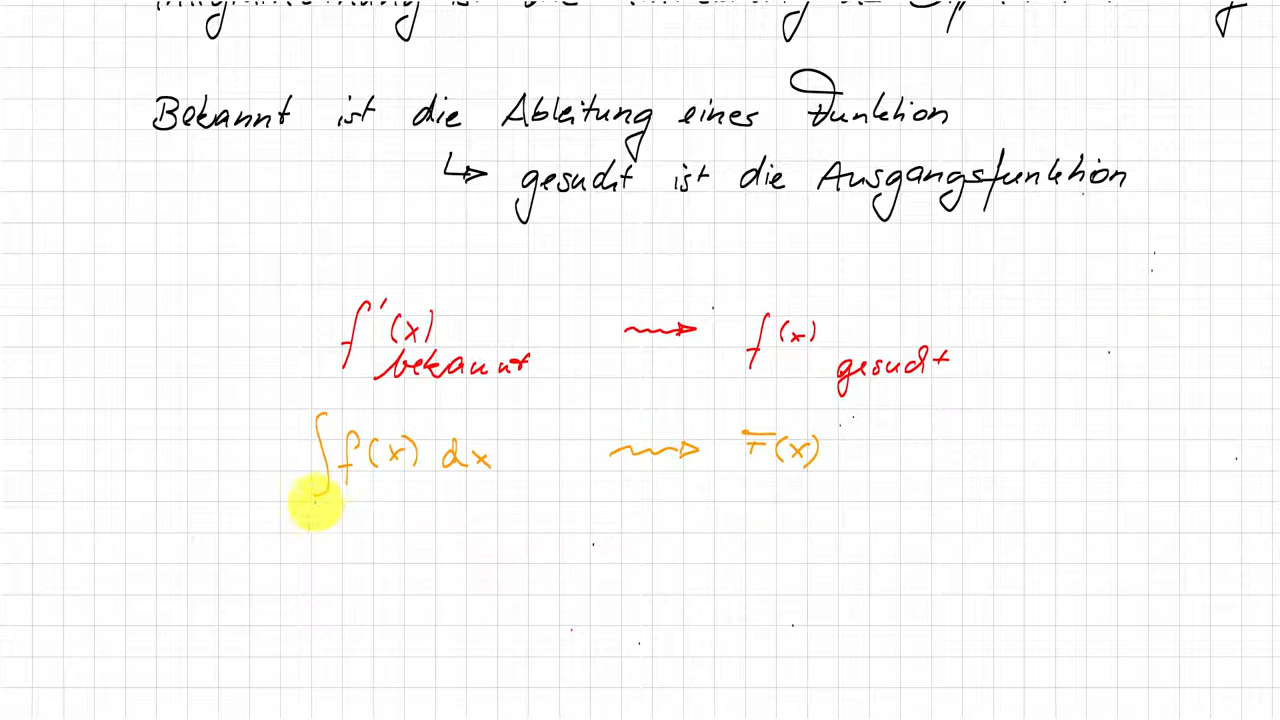 Bekannt ist die Ableitung eines Funktion
↳ gesucht ist die Ausgangsfunktion
f'(x) bekannt ⇝ f(x) gesucht
∫f(x) dx ⇝ F(x)